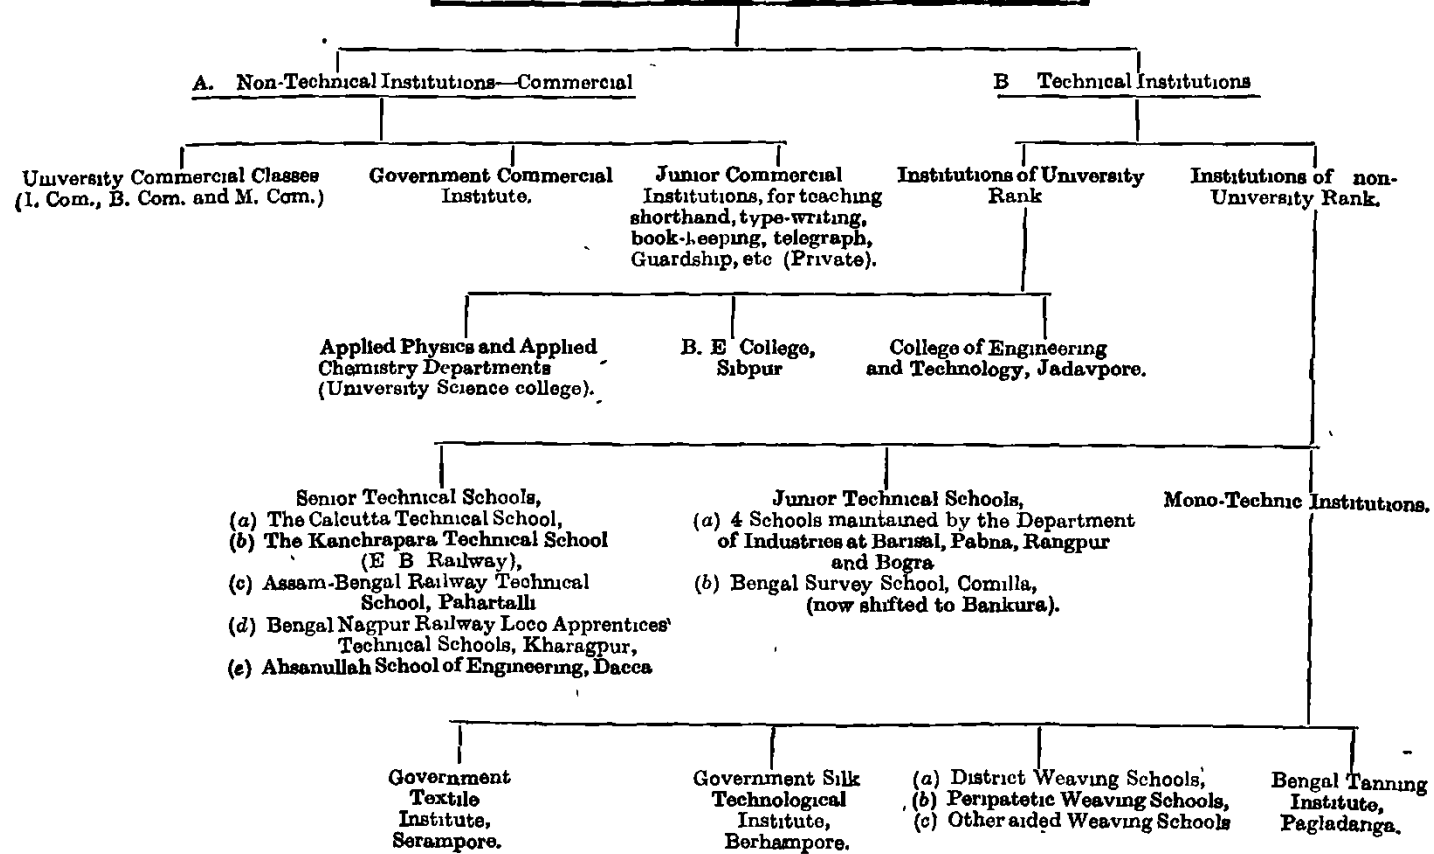 A. Non-Technical Institutions—Commercial
B Technical Institutions
University Commercial Classes
(I. Com., B. Com. and M. Com.)
Government Commercial
Institute.
Junior Commercial
Institutions, for teaching
shorthand, type-writing,
book-keeping, telegraph,
Guardship, etc (Private).
Institutions of University
Rank
Institutions of non-
University Rank.
Applied Physics and Applied
Chemistry Departments
(University Science college).
B. E College,
Sibpur
College of Engineering
and Technology, Jadavpore.
Senior Technical Schools,
(a) The Calcutta Technical School,
(b) The Kanchrapara Technical School
(E B Railway),
(c) Assam-Bengal Railway Technical
School, Pahartalli
(d) Bengal Nagpur Railway Loco Apprentices'
Technical Schools, Kharagpur,
(e) Ahsanullah School of Engineering, Dacca
Junior Technical Schools,
(a) 4 Schools maintained by the Department
of Industries at Barisal, Pabna, Rangpur
and Bogra
(b) Bengal Survey School, Comilla,
(now shifted to Bankura).
Mono-Technic Institutions.
Government
Textile
Institute,
Serampore.
Government Silk
Technological
Institute,
Berhampore.
(a) District Weaving Schools,
(b) Peripatetic Weaving Schools,
(c) Other aided Weaving Schools
Bengal Tanning
Institute,
Pagladanga.